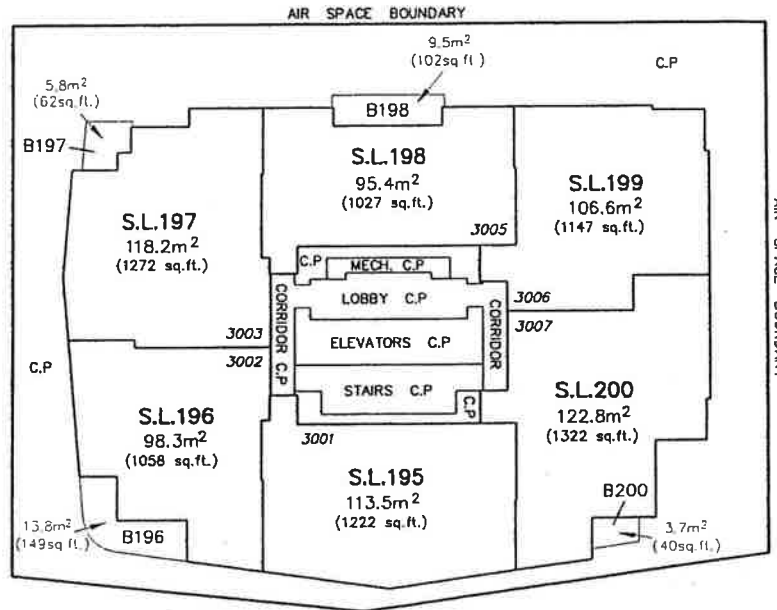 AIR SPACE BOUNDARY
9.5m²
(102sq.ft.)
C.P
5.8m²
(62sq.ft.)
B198
B197
S.L.198
95.4m²
(1027 sq.ft.)
S.L.199
106.6m²
(1147 sq.ft.)
S.L.197
118.2m²
(1272 sq.ft.)
3005
C.P
MECH. C.P
LOBBY C.P
3006
3007
CORRIDOR C.P
CORRIDOR
3003
3002
ELEVATORS C.P
C.P
STAIRS C.P
C.P
S.L.196
98.3m²
(1058 sq.ft.)
S.L.200
122.8m²
(1322 sq.ft.)
3001
S.L.195
113.5m²
(1222 sq.ft.)
B200
13.8m²
(149sq.ft.)
B196
3.7m²
(40sq.ft.)